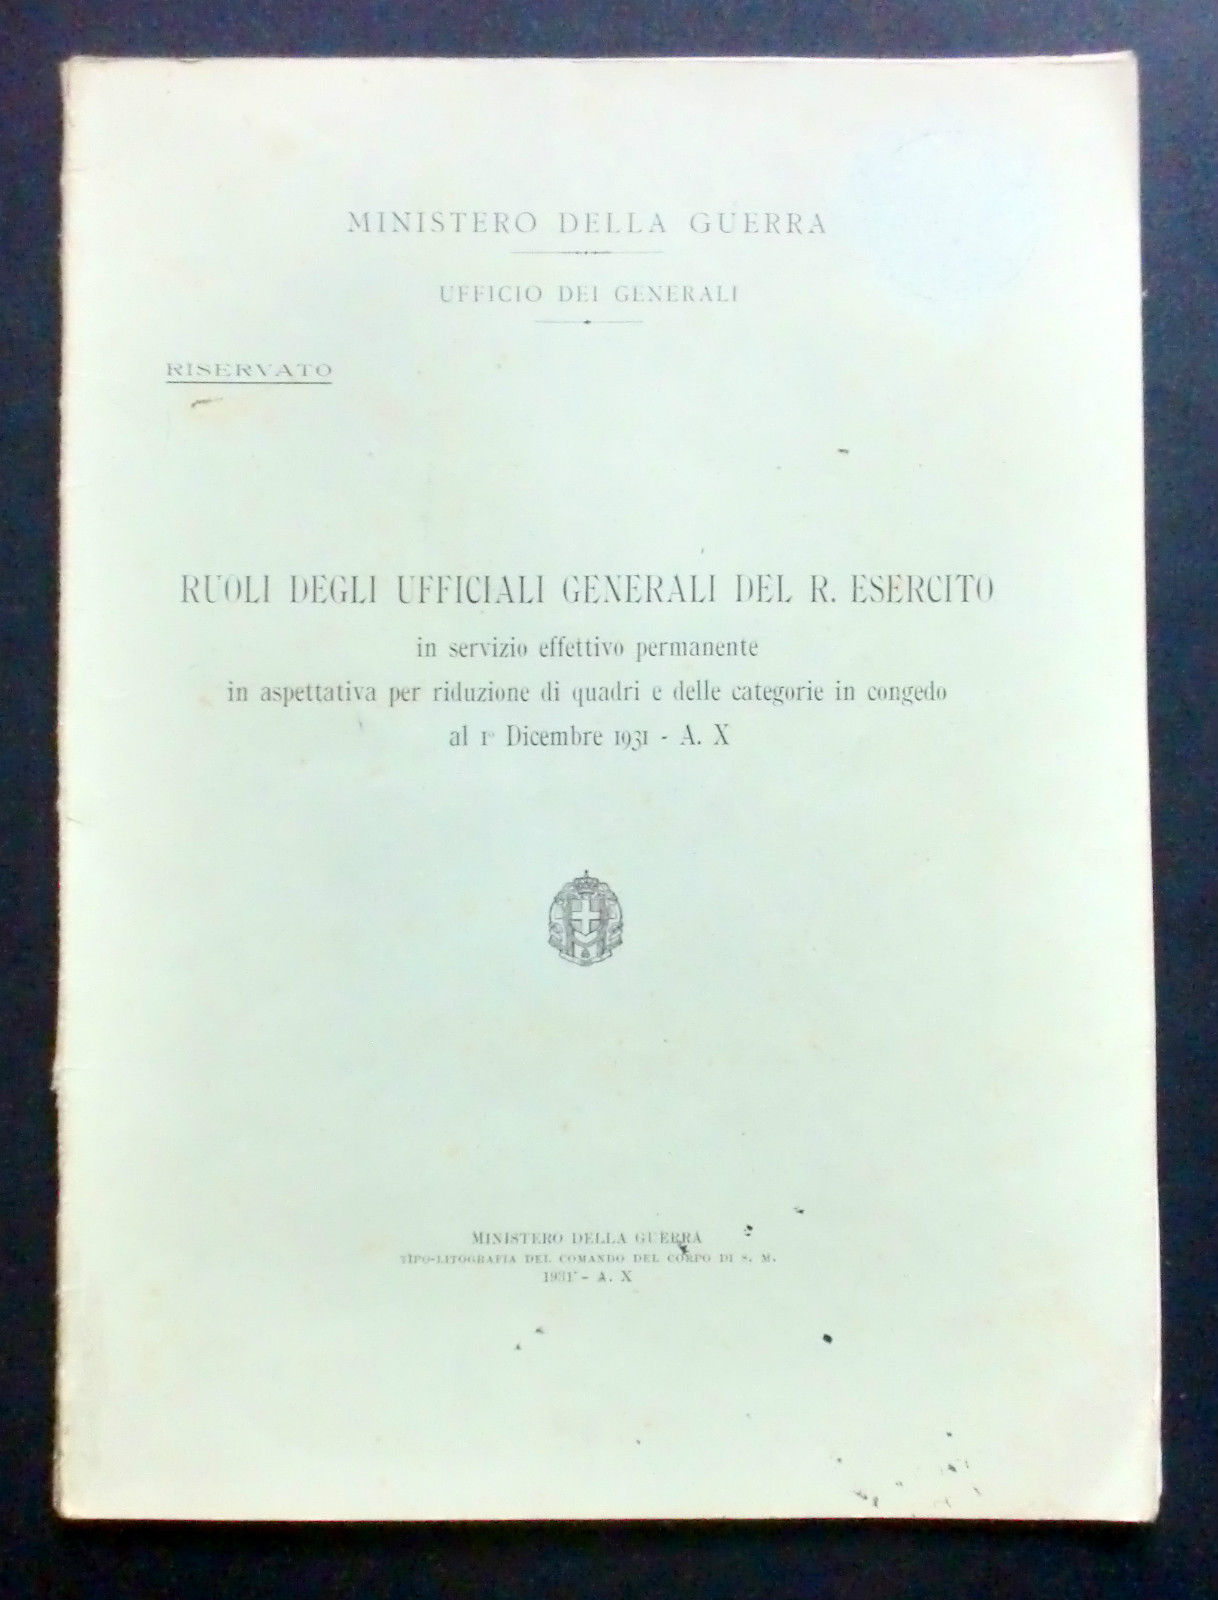 MINISTERO DELLA GUERRA
UFFICIO DEI GENERALI
RISERVATO
RUOLI DEGLI UFFICIALI GENERALI DEL R. ESERCITO
in servizio effettivo permanente
in aspettativa per riduzione di quadri e delle categorie in congedo
al 1º Dicembre 1931 - A. X
MINISTERO DELLA GUERRA
TIPO-LITOGRAFIA DEL COMANDO DEL CORPO DI S. M.
1931 - A. X